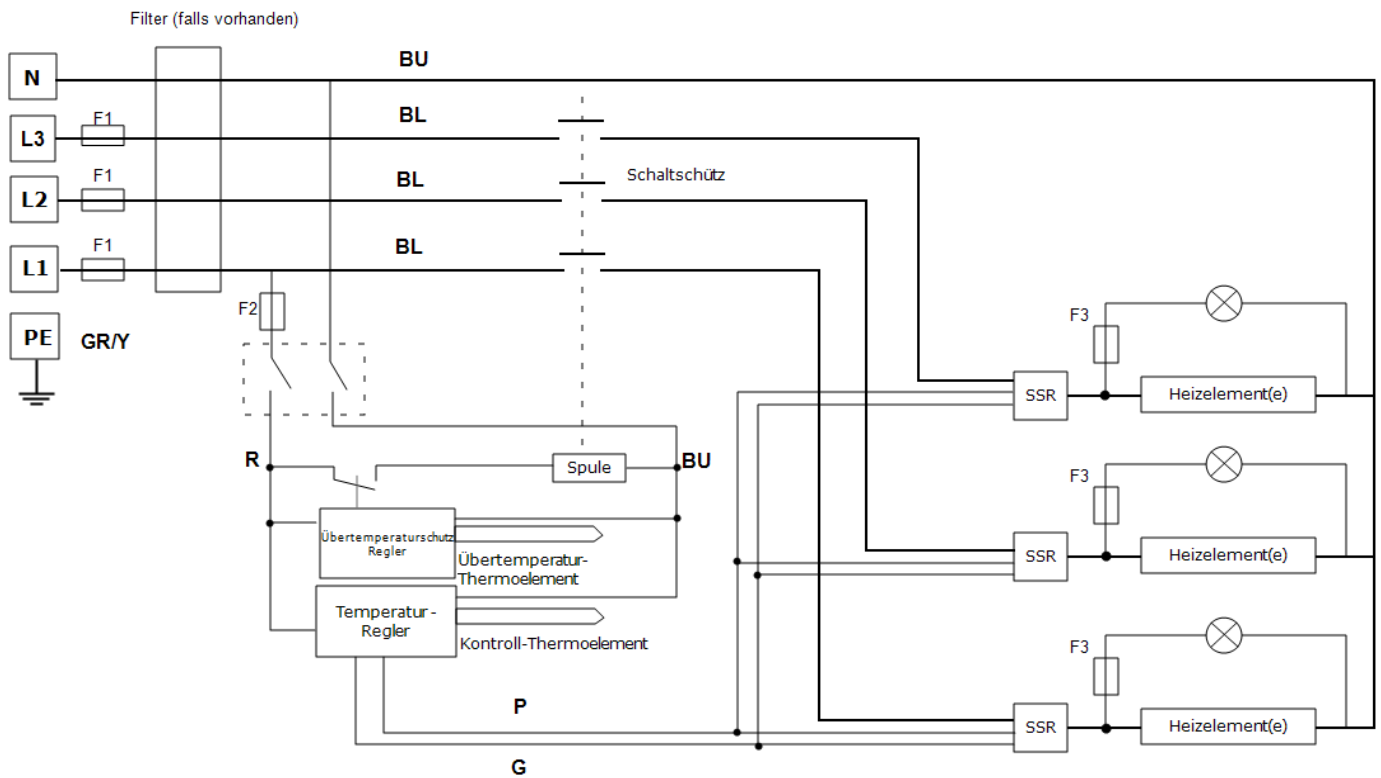 Filter (falls vorhanden)
N
BU
L3
F1
BL
L2
F1
BL
Schaltschütz
L1
F1
BL
F2
PE
GR/Y
F3
SSR
Heizelement(e)
R
Spule
BU
Übertemperaturschutz
Regler
Übertemperatur-
Thermoelement
F3
SSR
Heizelement(e)
Temperatur-
Regler
Kontroll-Thermoelement
F3
SSR
Heizelement(e)
P
G